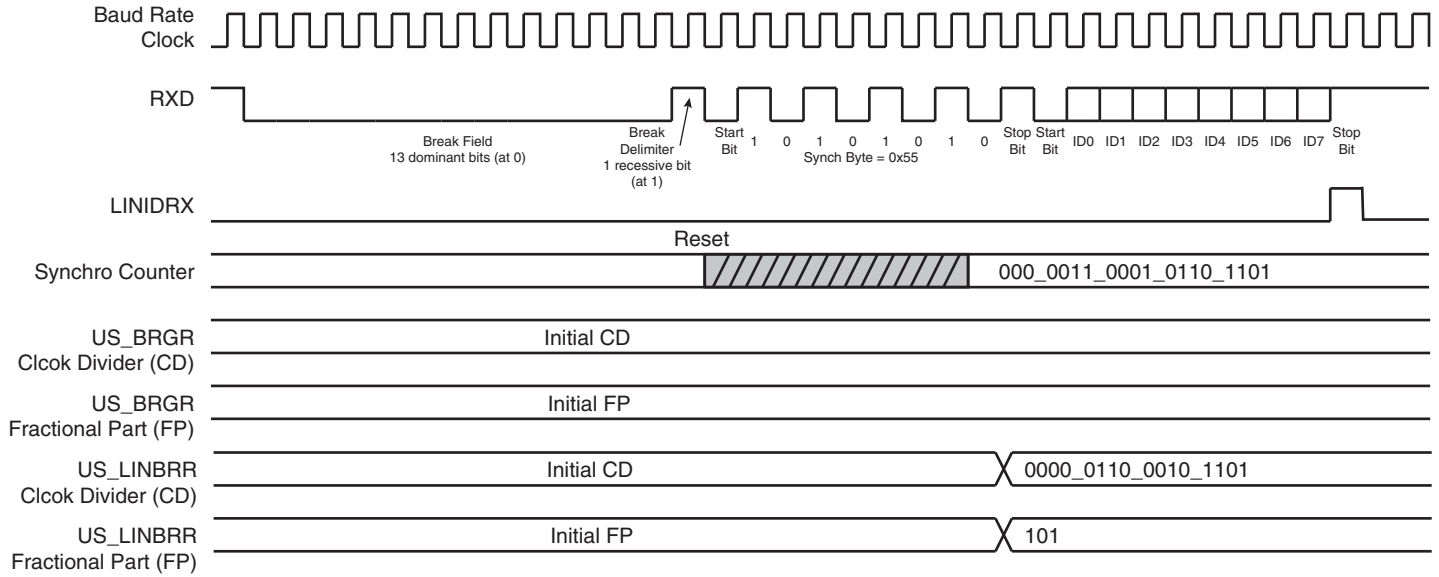 Baud Rate
Clock
RXD
Break Field
13 dominant bits (at 0)
Break
Delimiter
1 recessive bit
(at 1)
Start
Bit
1 0 1 0 1 0 1 0
Synch Byte = 0x55
Stop
Bit
Start
Bit
ID0 ID1 ID2 ID3 ID4 ID5 ID6 ID7
Stop
Bit
LINIDRX
Reset
Synchro Counter
000_0011_0001_0110_1101
US_BRGR
Clcok Divider (CD)
Initial CD
US_BRGR
Fractional Part (FP)
Initial FP
US_LINBRR
Clcok Divider (CD)
Initial CD
0000_0110_0010_1101
US_LINBRR
Fractional Part (FP)
Initial FP
101